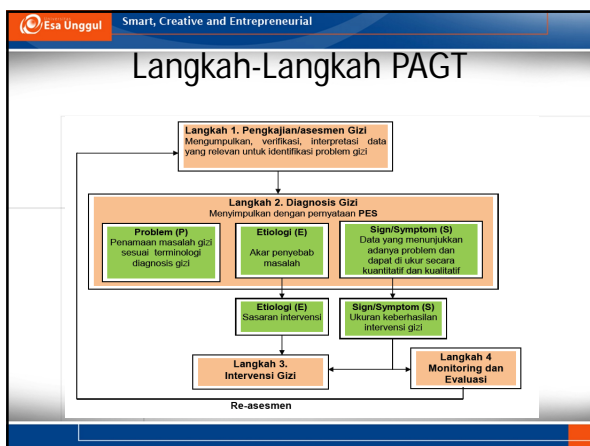 Esa Unggul
Smart, Creative and Entrepreneurial
Langkah-Langkah PAGT
Langkah 1. Pengkajian/asesmen Gizi
Mengumpulkan, verifikasi, interpretasi data
yang relevan untuk identifikasi problem gizi
Langkah 2. Diagnosis Gizi
Menyimpulkan dengan pernyataan PES
Problem (P)
Penamaan masalah gizi
sesuai terminologi
diagnosis gizi
Etiologi (E)
Akar penyebab
masalah
Sign/Symptom (S)
Data yang menunjukkan
adanya problem dan
dapat di ukur secara
kuantitatif dan kualitatif
Etiologi (E)
Sasaran intervensi
Sign/Symptom (S)
Ukuran keberhasilan
intervensi gizi
Langkah 3.
Intervensi Gizi
Langkah 4
Monitoring dan
Evaluasi
Re-asesmen